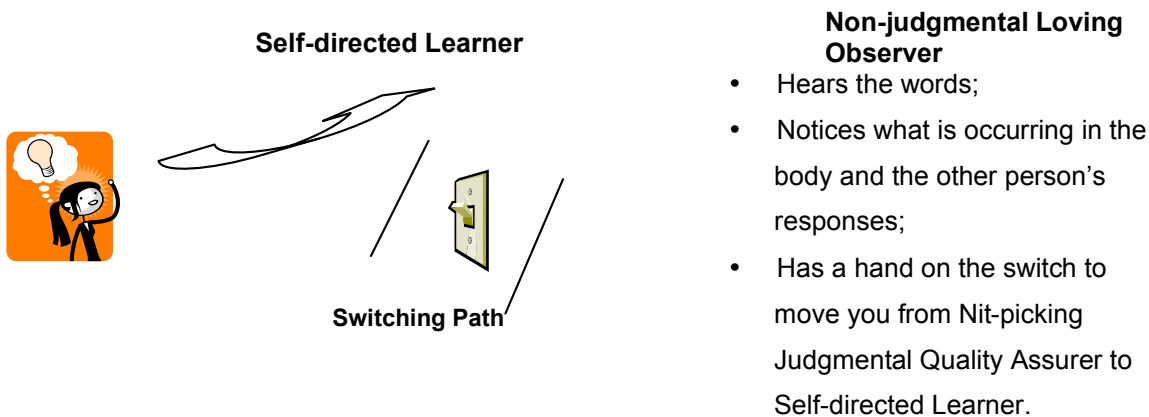 Self-directed Learner
Switching Path
Non-judgmental Loving
Observer
• Hears the words;
• Notices what is occurring in the
body and the other person’s
responses;
• Has a hand on the switch to
move you from Nit-picking
Judgmental Quality Assurer to
Self-directed Learner.